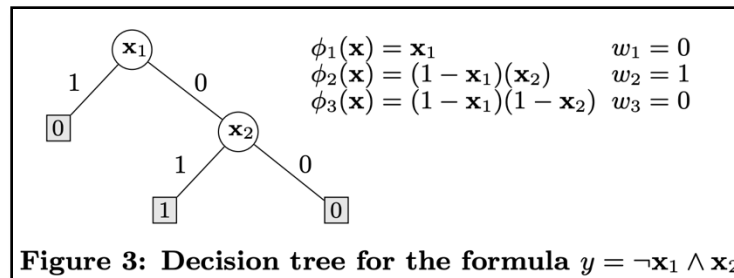 x₁
1
0
0
x₂
1
0
1
0
ϕ₁(x) = x₁ w₁ = 0
ϕ₂(x) = (1 − x₁)(x₂) w₂ = 1
ϕ₃(x) = (1 − x₁)(1 − x₂) w₃ = 0
Figure 3: Decision tree for the formula y = ¬x₁ ∧ x₂